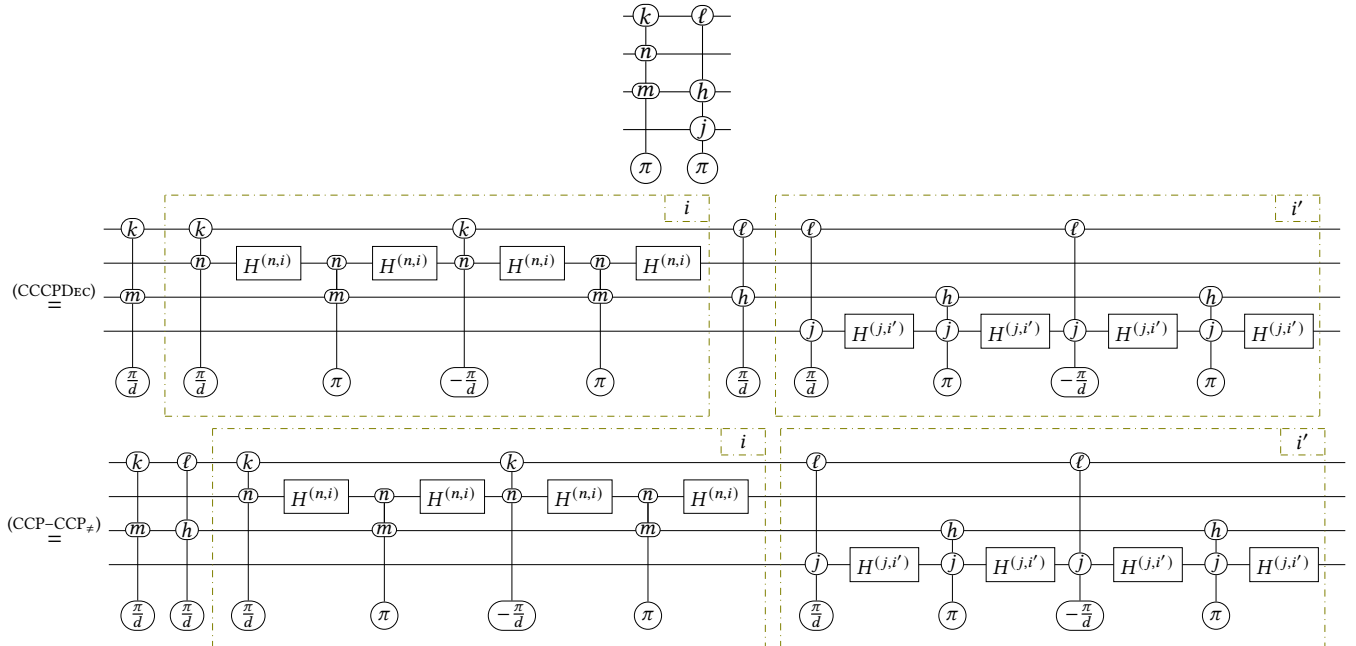 k ℓ
n
m h
j
π π
i i′
k k k ℓ ℓ ℓ
n H^(n,i) n H^(n,i) n H^(n,i) n H^(n,i)
(CCCPDec) = m m m h h h
j H^(j,i′) j H^(j,i′) j H^(j,i′) j H^(j,i′)
π/d π/d π −π/d π π/d π/d π −π/d π
i i′
k ℓ k k ℓ ℓ
n H^(n,i) n H^(n,i) n H^(n,i) n H^(n,i)
(CCP–CCP≠) = m h m m h h
j H^(j,i′) j H^(j,i′) j H^(j,i′) j H^(j,i′)
π/d π/d π/d π −π/d π π/d π −π/d π